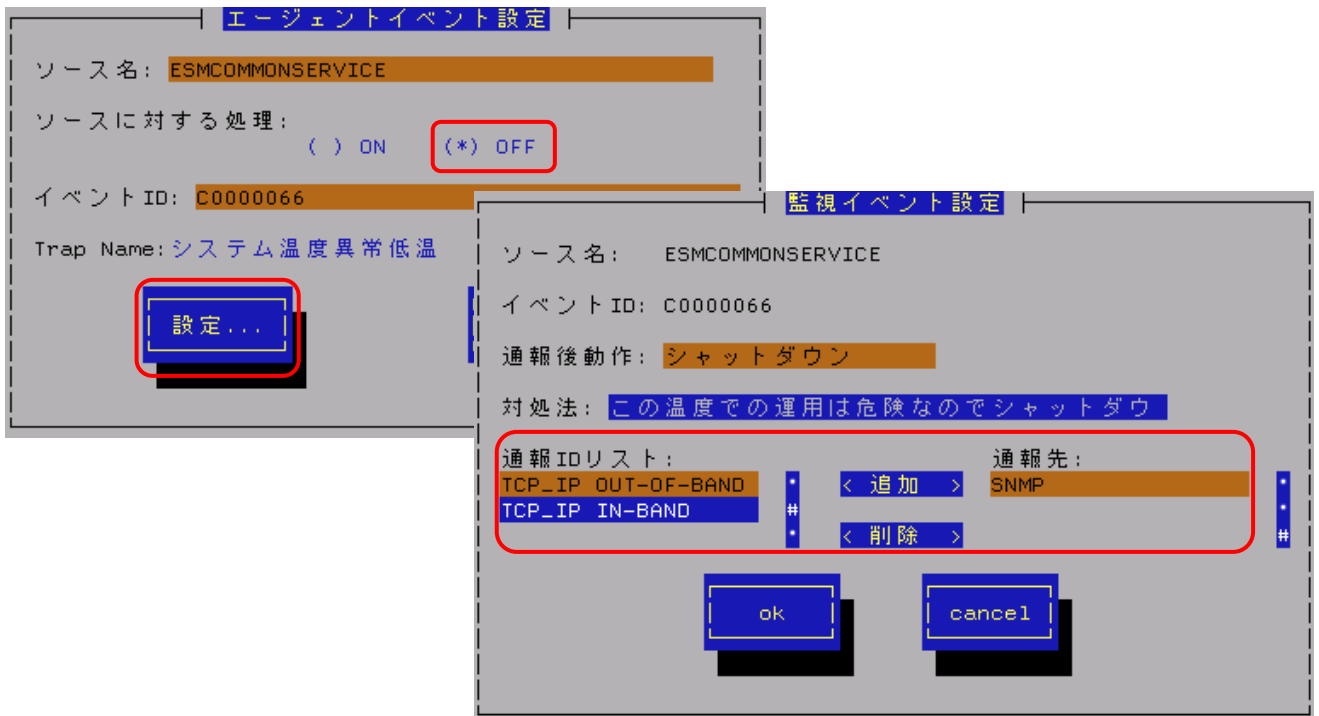 エージェントイベント設定
ソース名: ESMCOMMONSERVICE
ソースに対する処理:
( ) ON (*) OFF
イベントID: C0000066
Trap Name:システム温度異常低温
設定...
監視イベント設定
ソース名: ESMCOMMONSERVICE
イベントID: C0000066
通報後動作: シャットダウン
対処法: この温度での運用は危険なのでシャットダウ
通報IDリスト: 通報先:
TCP_IP OUT-OF-BAND < 追加 > SNMP
TCP_IP IN-BAND #
< 削除 > #
ok cancel